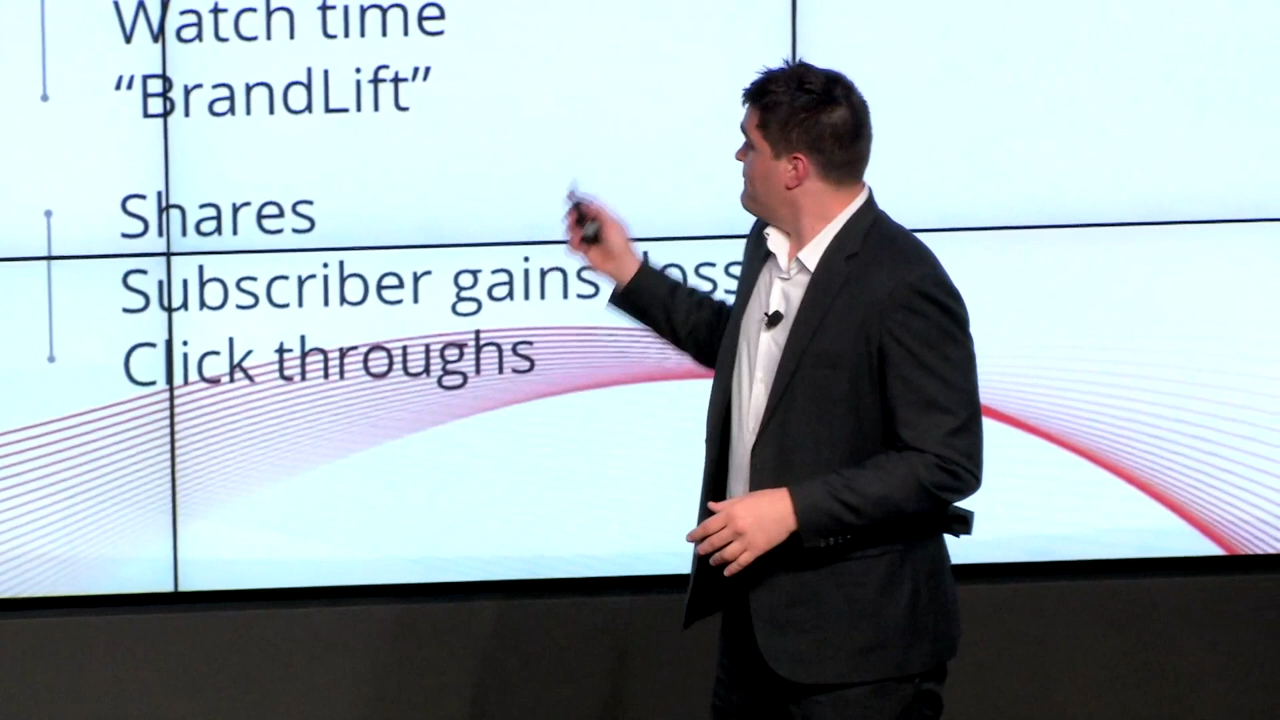 Watch time
“BrandLift”
Shares
Subscriber gains
Click throughs